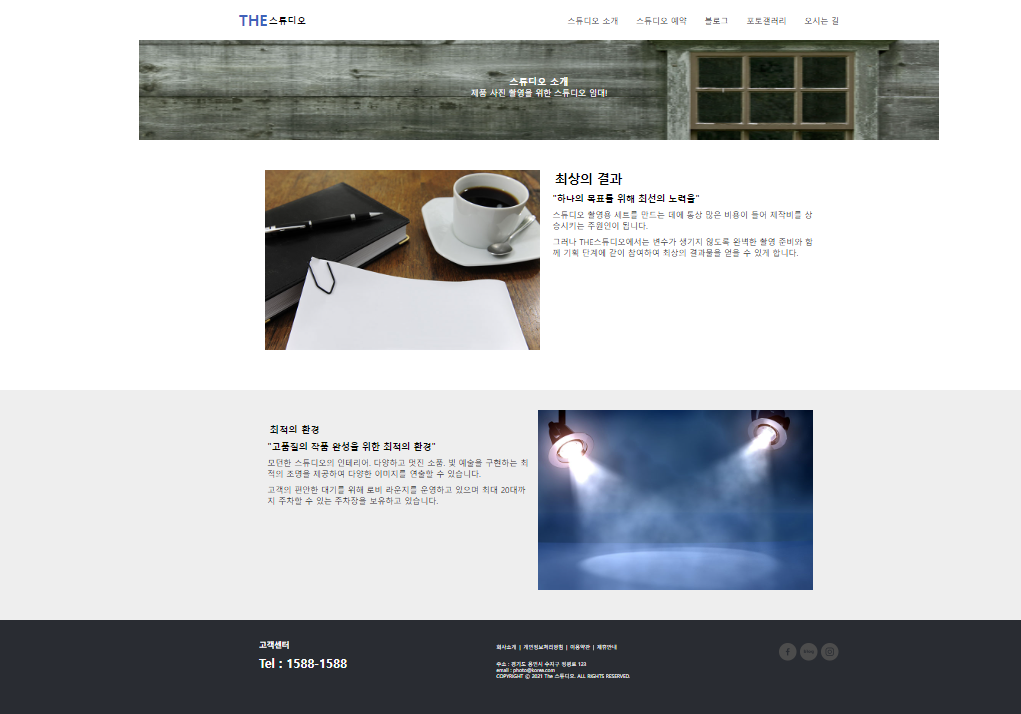 THE스튜디오
스튜디오 소개 스튜디오 예약 블로그 포토갤러리 오시는 길
스튜디오 소개
제품 사진 촬영을 위한 스튜디오 임대!
최상의 결과
"하나의 목표를 위해 최선의 노력을"
스튜디오 촬영용 세트를 만드는 데에 통상 많은 비용이 들어 제작비를 상
승시키는 주원인이 됩니다.
그러나 THE스튜디오에서는 변수가 생기지 않도록 완벽한 촬영 준비와 함
께 기획 단계에 같이 참여하여 최상의 결과물을 얻을 수 있게 합니다.
최적의 환경
"고품질의 작품 완성을 위한 최적의 환경"
모던한 스튜디오의 인테리어, 다양하고 멋진 소품, 빛 예술을 구현하는 최
적의 조명을 제공하여 다양한 이미지를 연출할 수 있습니다.
고객의 편안한 대기를 위해 로비 라운지를 운영하고 있으며 최대 20대까
지 주차할 수 있는 주차장을 보유하고 있습니다.
고객센터
Tel : 1588-1588
회사소개 | 개인정보처리방침 | 이용약관 | 제휴안내
주소 : 경기도 용인시 수지구 정평로 123
email : photo@korea.com
COPYRIGHT ⓒ 2021 The 스튜디오. ALL RIGHTS RESERVED.